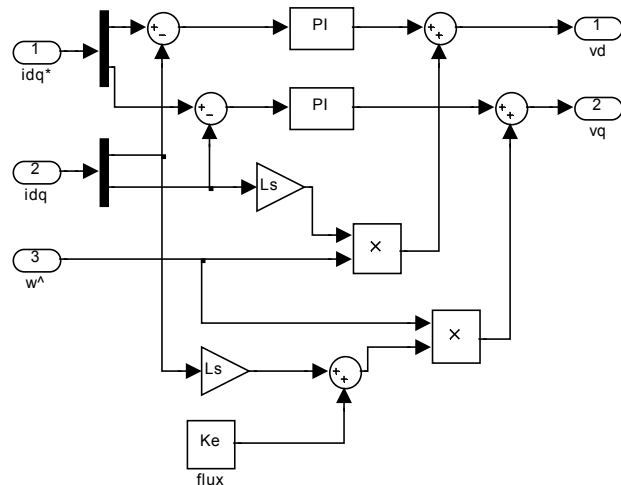 1
idq*
+
−
PI
+
+
1
vd
+
−
PI
+
+
2
vq
2
idq
Ls
3
w^
×
×
Ls
+
+
Ke
flux